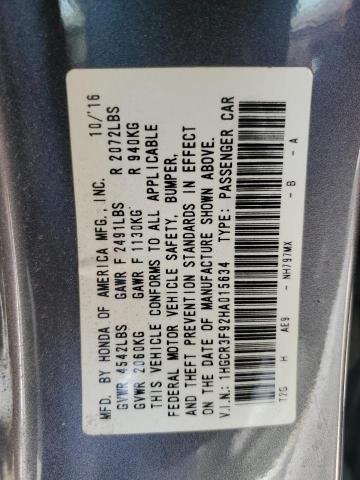 MFD. BY HONDA OF AMERICA MFG., INC. 10/16
GVWR 4542LBS GAWR F 2491LBS R 2072LBS
GVWR 2060KG GAWR F 1130KG R 940KG
THIS VEHICLE CONFORMS TO ALL APPLICABLE
FEDERAL MOTOR VEHICLE SAFETY, BUMPER,
AND THEFT PREVENTION STANDARDS IN EFFECT
ON THE DATE OF MANUFACTURE SHOWN ABOVE.
V.I.N.: 1HGCR3F92HA015634 TYPE: PASSENGER CAR
T2G H AE9 - NH797MX - B - A